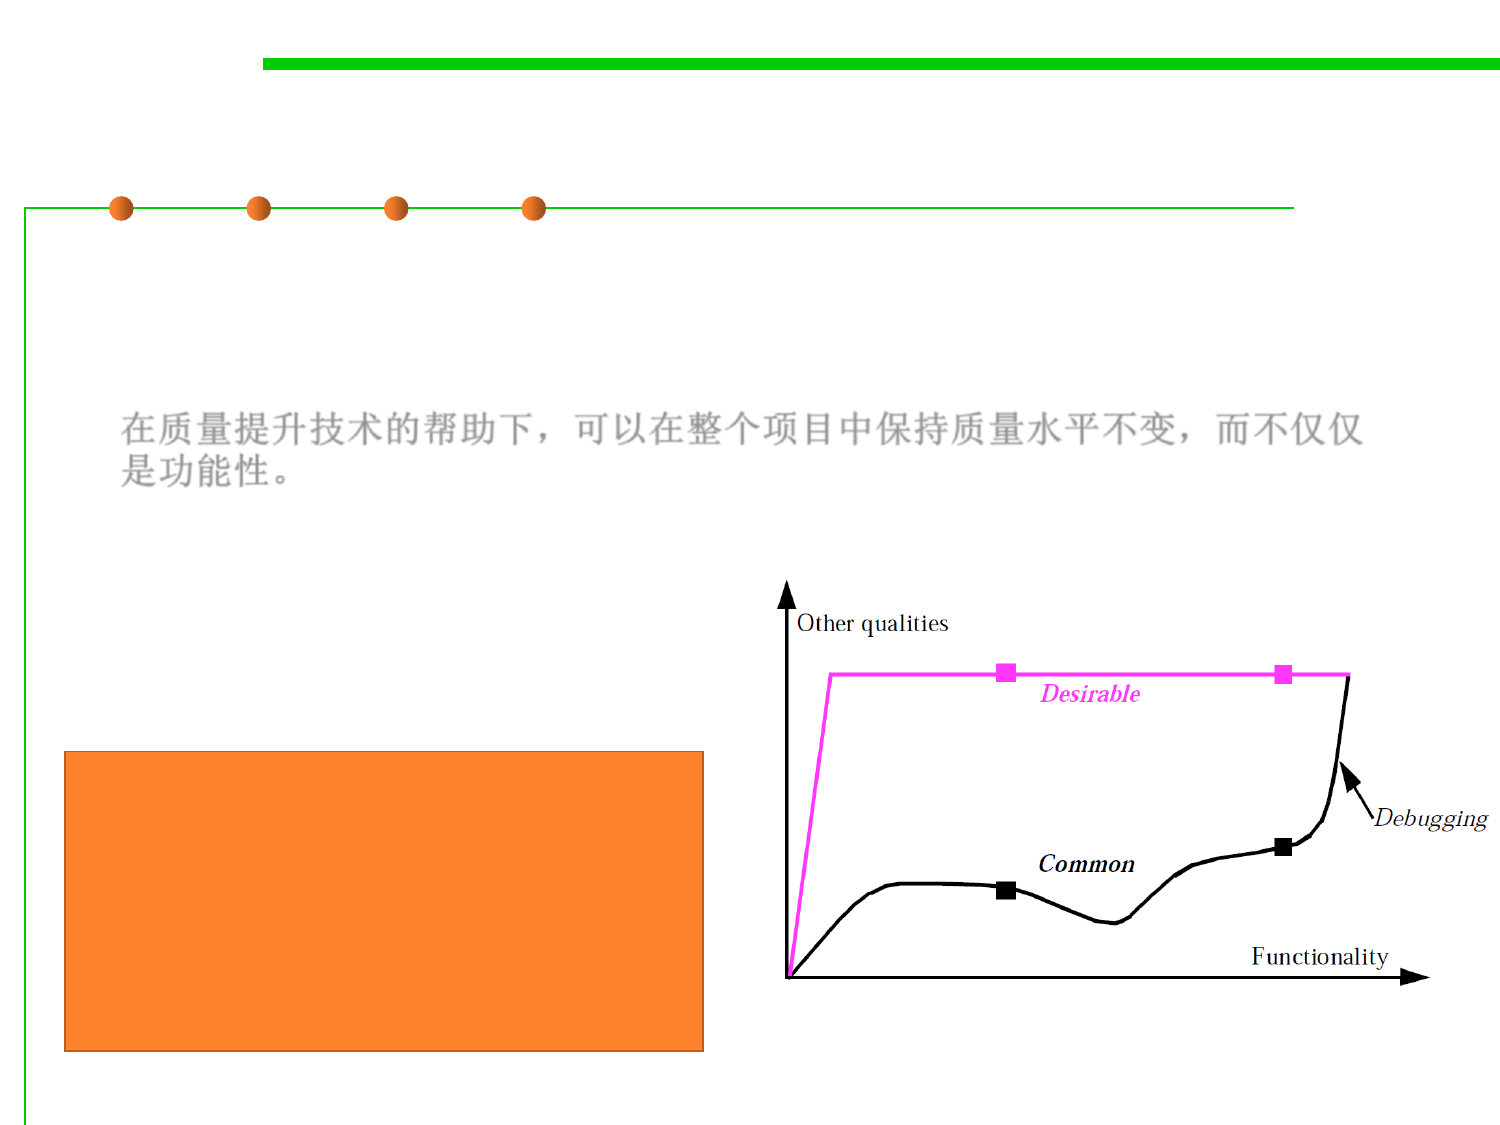 在质量提升技术的帮助下，可以在整个项目中保持质量水平不变，而不仅仅
是功能性。
Other qualities
Desirable
Debugging
Common
Functionality